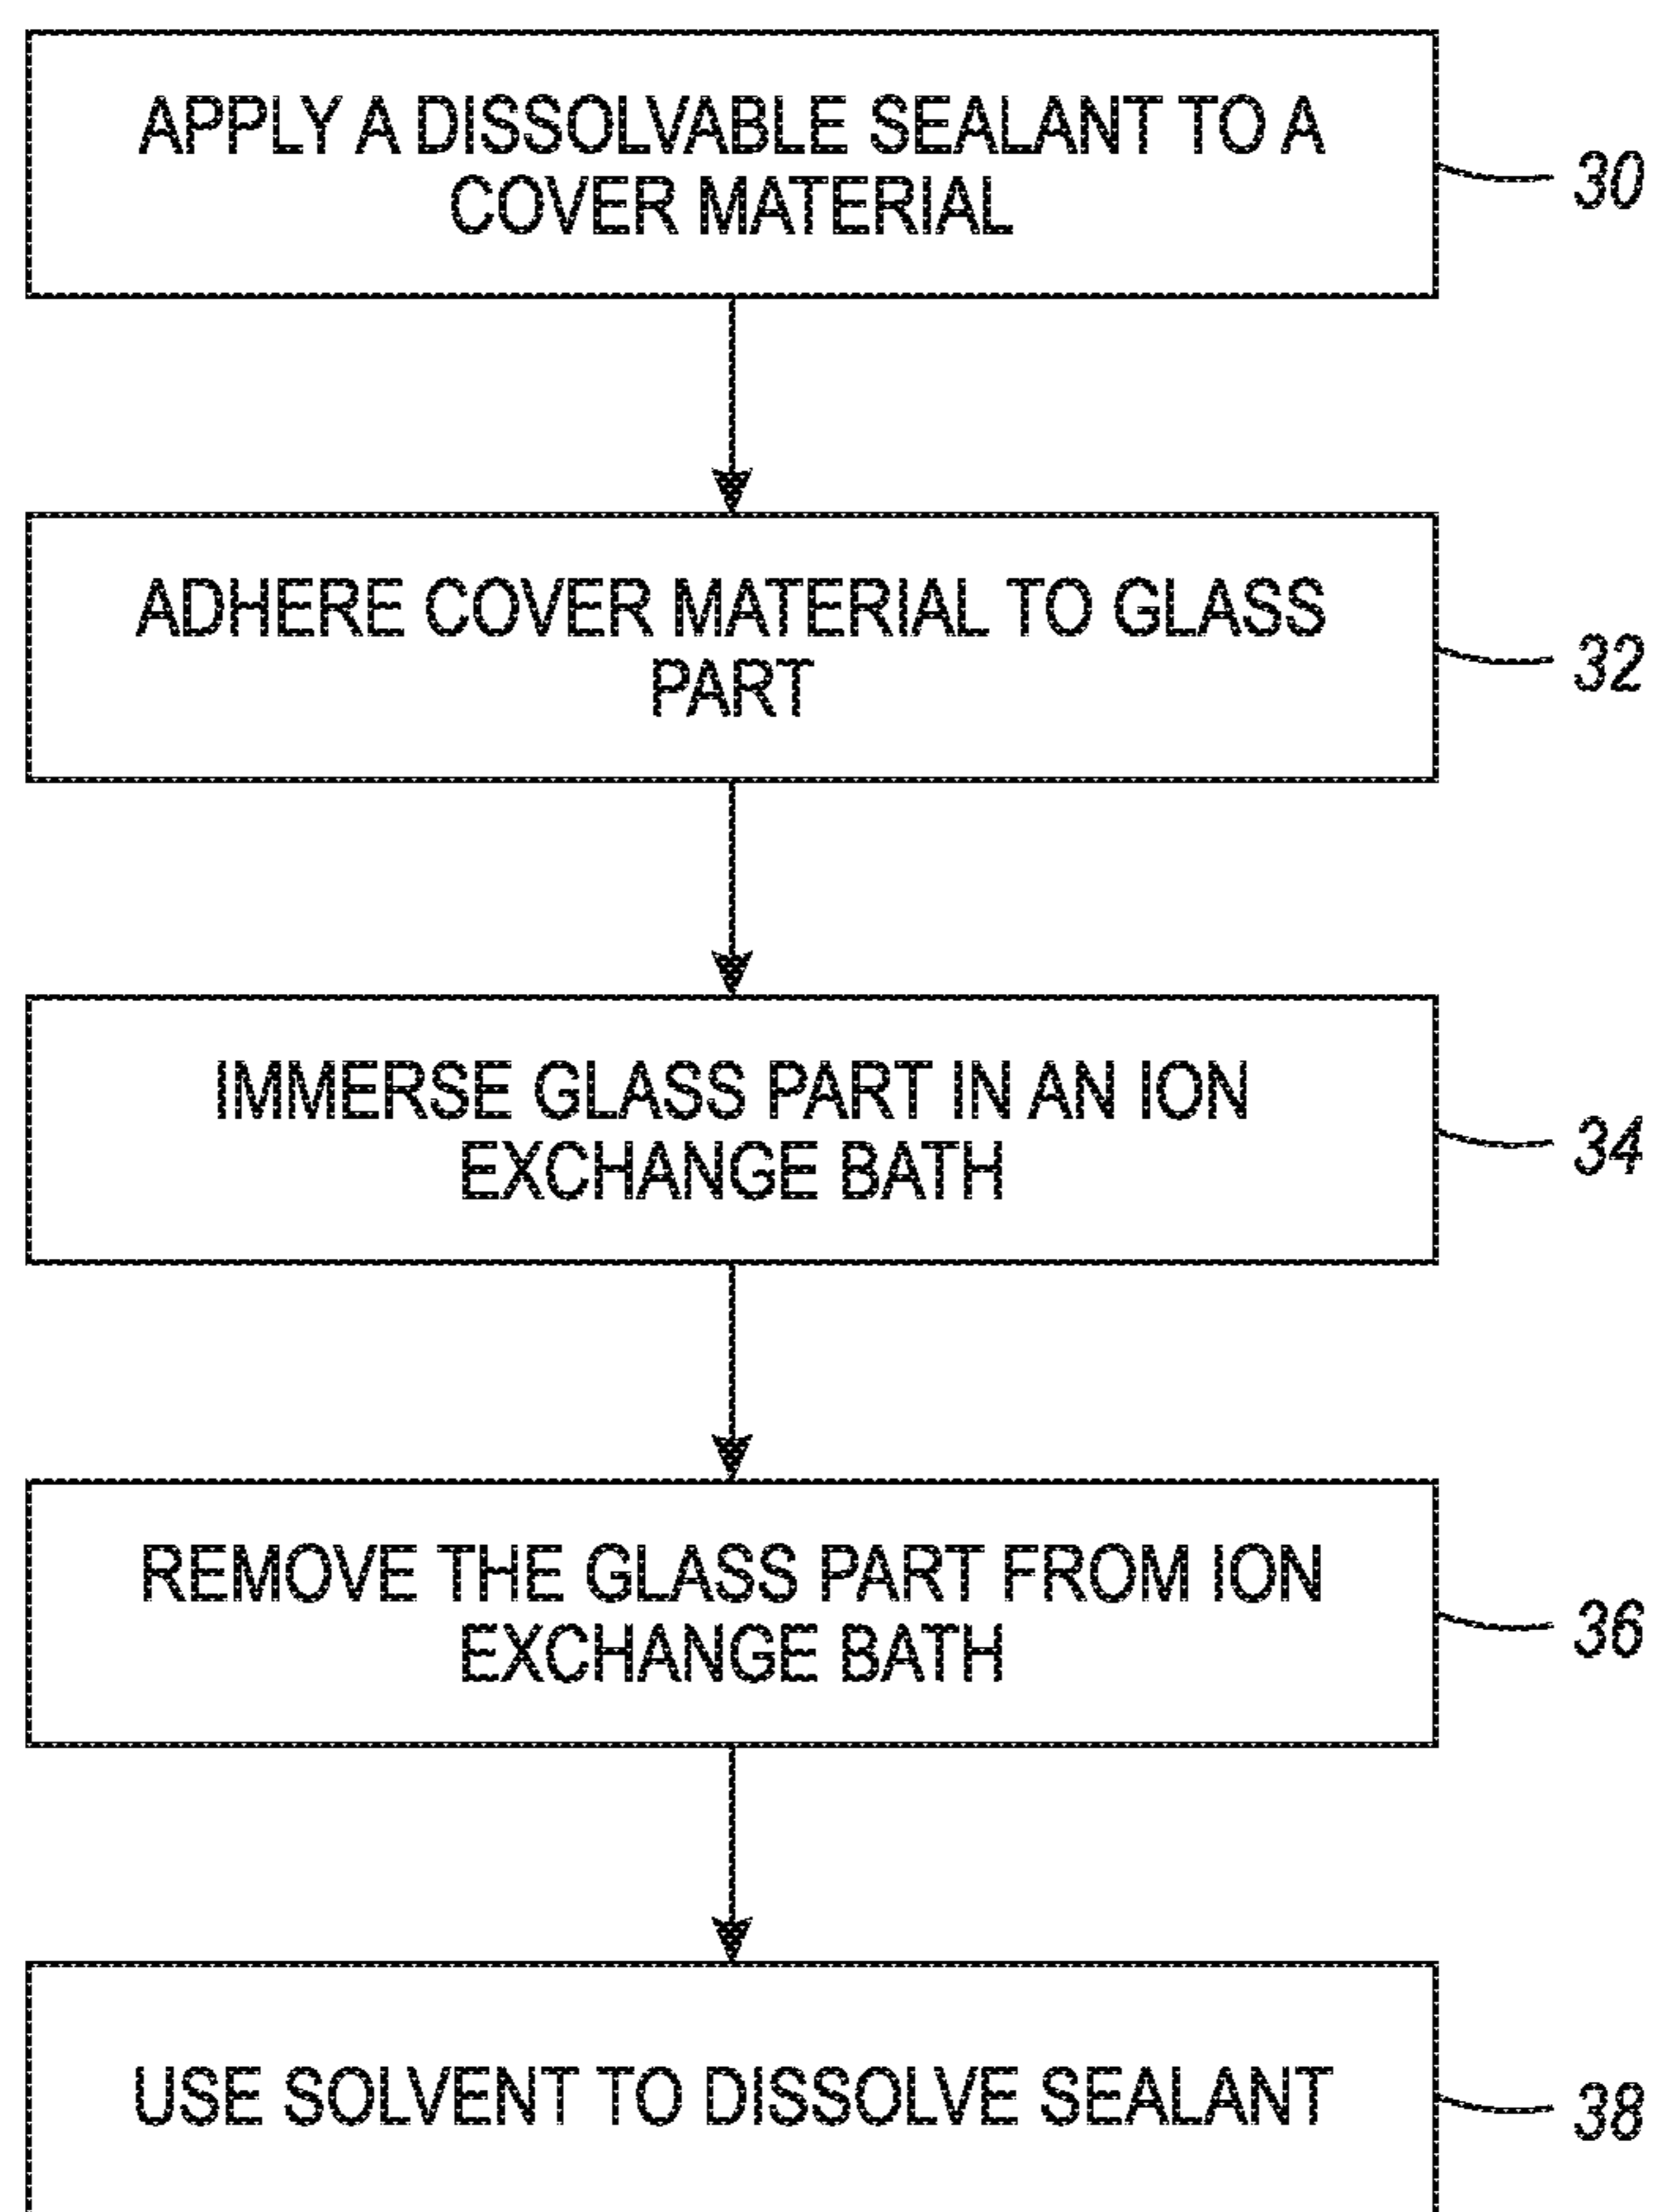 APPLY A DISSOLVABLE SEALANT TO A
COVER MATERIAL
30
ADHERE COVER MATERIAL TO GLASS
PART
32
IMMERSE GLASS PART IN AN ION
EXCHANGE BATH
34
REMOVE THE GLASS PART FROM ION
EXCHANGE BATH
36
USE SOLVENT TO DISSOLVE SEALANT
38